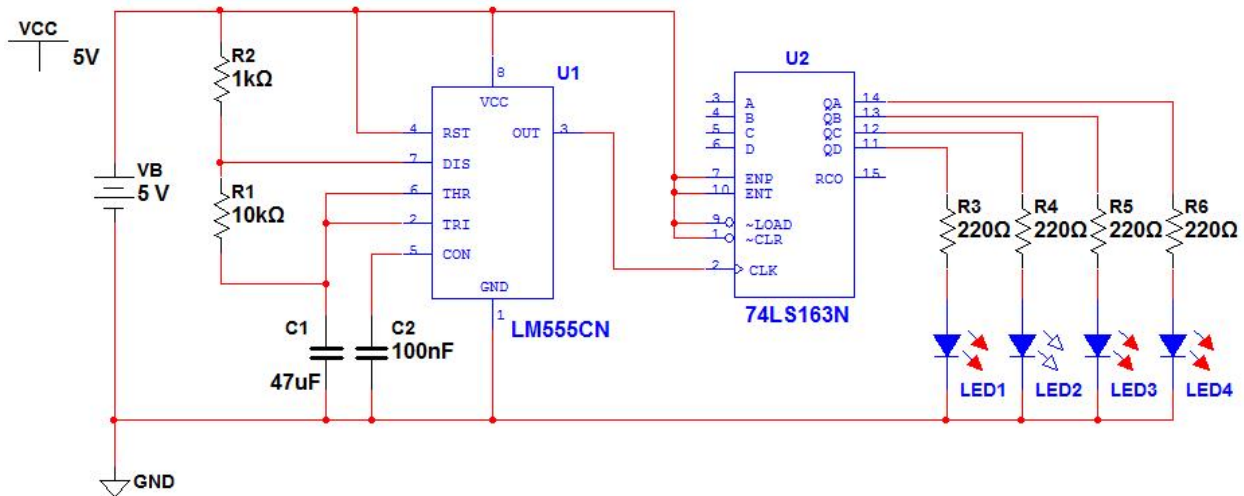 VCC
5V
R2
1kΩ
R1
10kΩ
VB
5 V
U1
8
VCC
4 RST OUT 3
7 DIS
6 THR
2 TRI
5 CON
GND
1
LM555CN
C1
47uF
C2
100nF
GND
U2
3 A QA 14
4 B QB 13
5 C QC 12
6 D QD 11
7 ENP RCO 15
10 ENT
9 ~LOAD
1 ~CLR
2 CLK
74LS163N
R3
220Ω
R4
220Ω
R5
220Ω
R6
220Ω
LED1
LED2
LED3
LED4